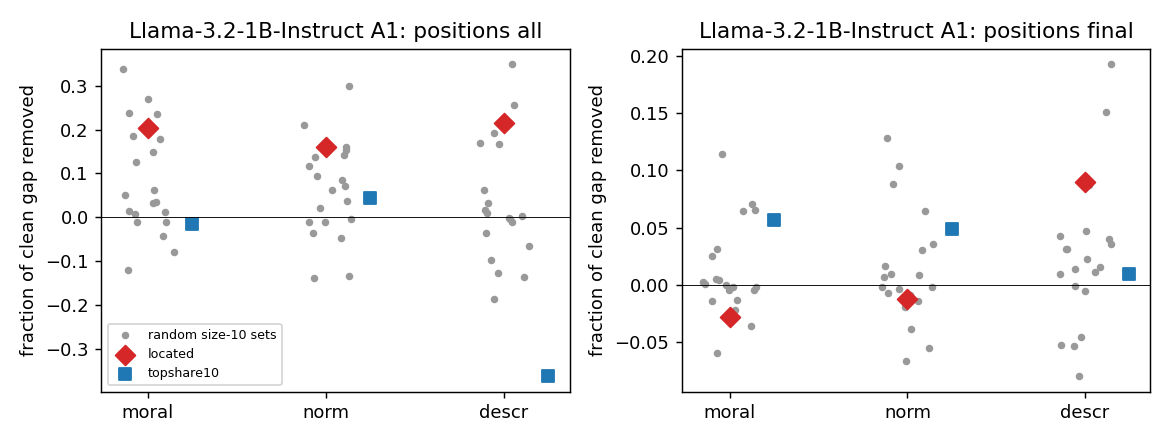 Llama-3.2-1B-Instruct A1: positions all
fraction of clean gap removed
0.3
0.2
0.1
0.0
−0.1
−0.2
−0.3
random size-10 sets
located
topshare10
moral norm descr
Llama-3.2-1B-Instruct A1: positions final
fraction of clean gap removed
0.20
0.15
0.10
0.05
0.00
−0.05
moral norm descr